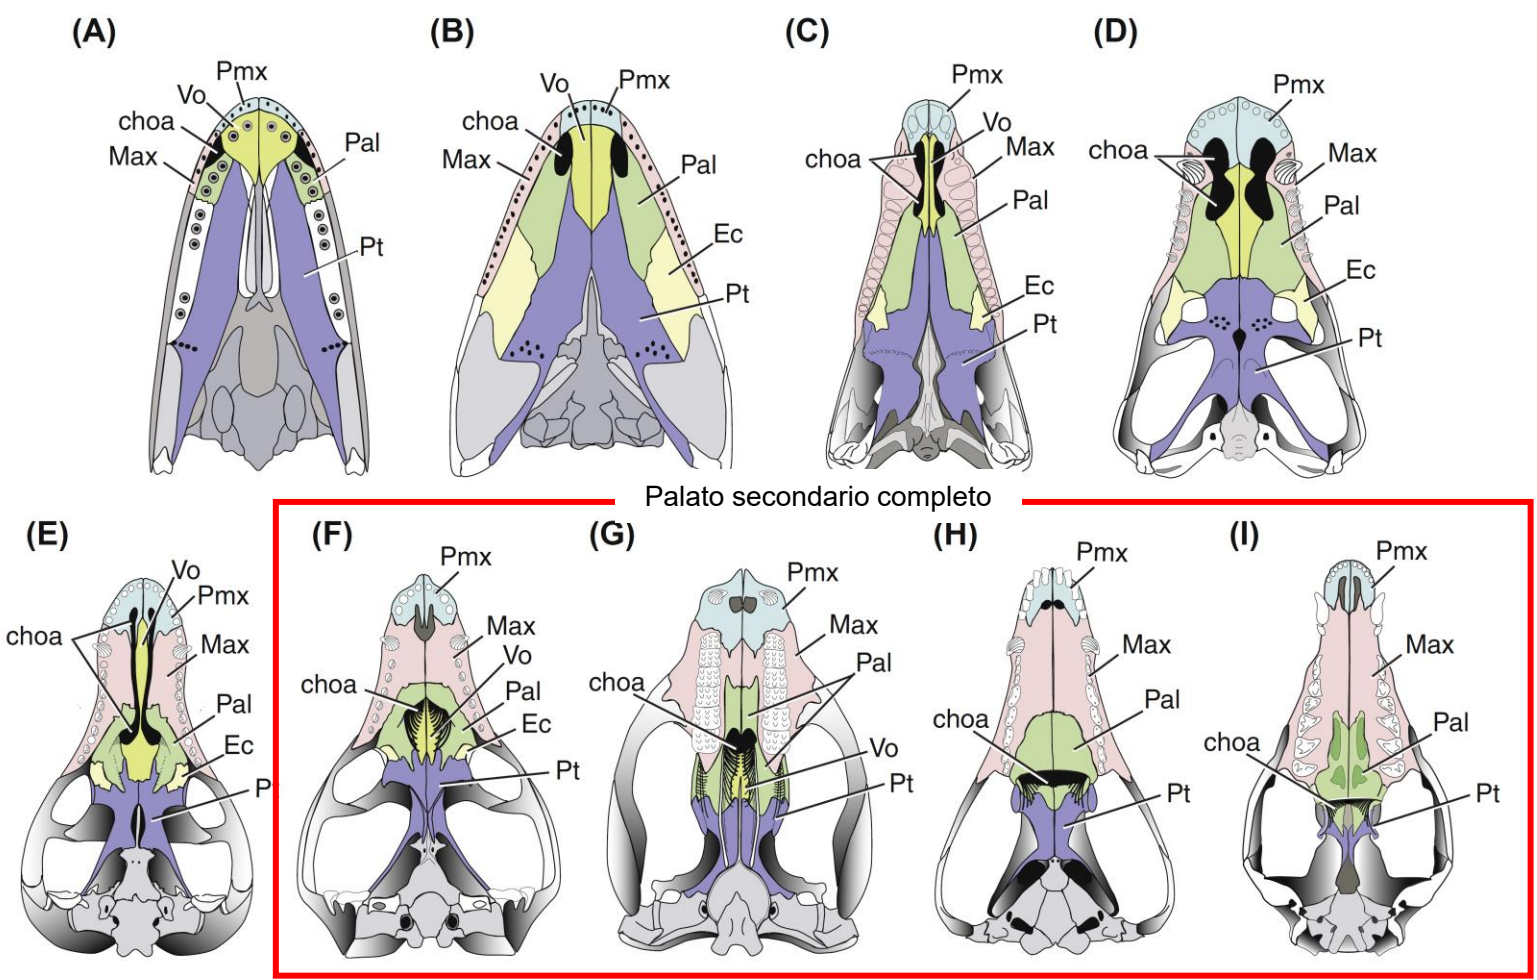 (A)
Pmx
Vo
choa
Max
Pal
Pt
(B)
Vo
Pmx
choa
Max
Pal
Ec
Pt
(C)
Pmx
Vo
choa
Max
Pal
Ec
Pt
(D)
Pmx
choa
Max
Pal
Ec
Pt
Palato secondario completo
(E)
Vo
Pmx
choa
Max
Pal
Ec
P
(F)
Pmx
Max
Vo
choa
Pal
Ec
Pt
(G)
Pmx
Max
Pal
choa
Vo
Pt
(H)
Pmx
Max
Pal
choa
Pt
(I)
Pmx
Max
Pal
choa
Pt